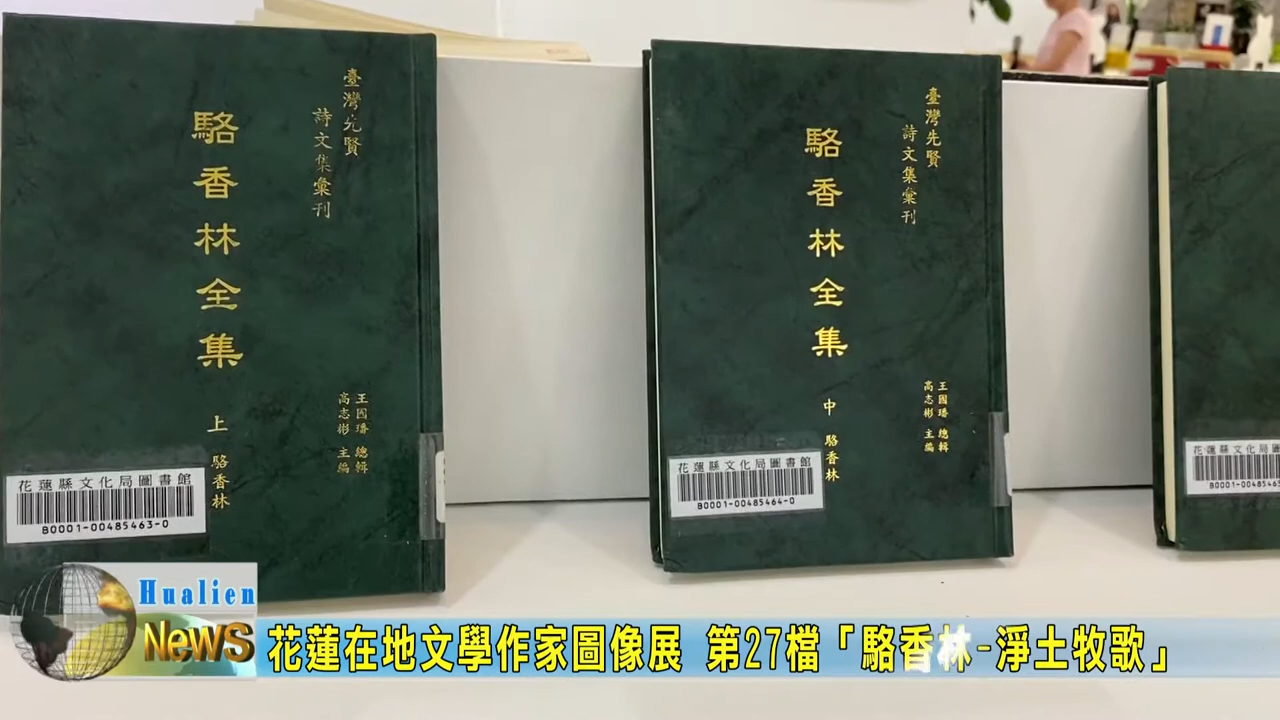 臺灣先賢
詩文集彙刊
駱香林全集
上 駱香林
王國璠 總輯
高志彬 主編
花蓮縣文化局圖書館
B0001-00485463-0
臺灣先賢
詩文集彙刊
駱香林全集
中 駱香林
王國璠 總輯
高志彬 主編
花蓮縣文化局圖書館
B0001-00485464-0
花蓮縣文
Hualien
News
花蓮在地文學作家圖像展 第27檔「駱香林-淨土牧歌」